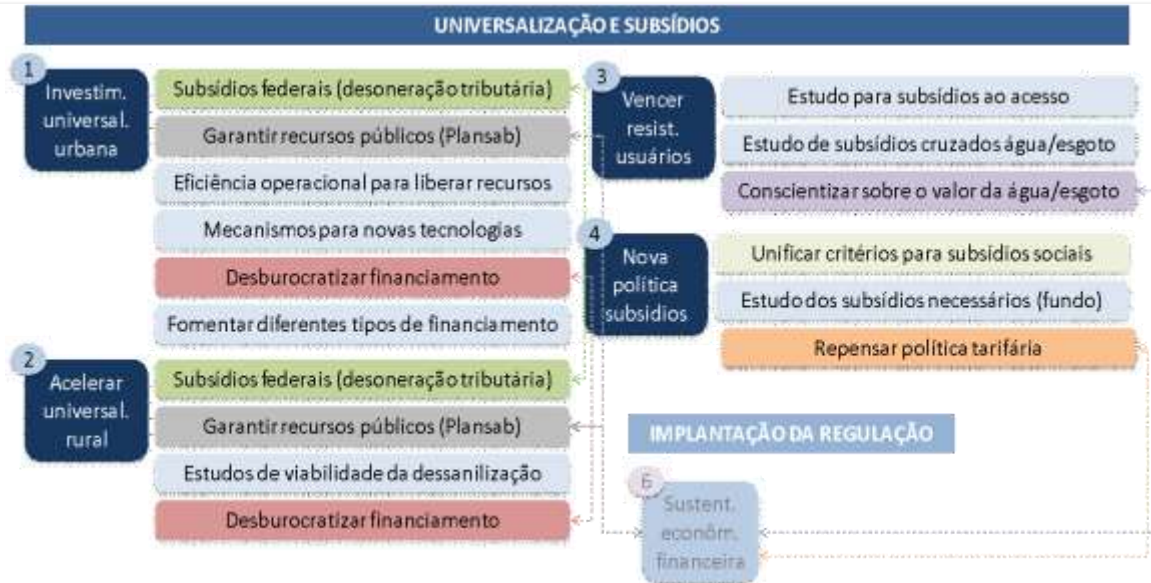 UNIVERSALIZAÇÃO E SUBSÍDIOS
1
Investim.
universal.
urbana
Subsídios federais (desoneração tributária)
Garantir recursos públicos (Plansab)
Eficiência operacional para liberar recursos
Mecanismos para novas tecnologias
Desburocratizar financiamento
Fomentar diferentes tipos de financiamento
2
Acelerar
universal.
rural
Subsídios federais (desoneração tributária)
Garantir recursos públicos (Plansab)
Estudos de viabilidade da dessanilização
Desburocratizar financiamento
3
Vencer
resist.
usuários
Estudo para subsídios ao acesso
Estudo de subsídios cruzados água/esgoto
Conscientizar sobre o valor da água/esgoto
4
Nova
política
subsídios
Unificar critérios para subsídios sociais
Estudo dos subsídios necessários (fundo)
Repensar política tarifária
IMPLANTAÇÃO DA REGULAÇÃO
6
Sustent.
econôm.
financeira